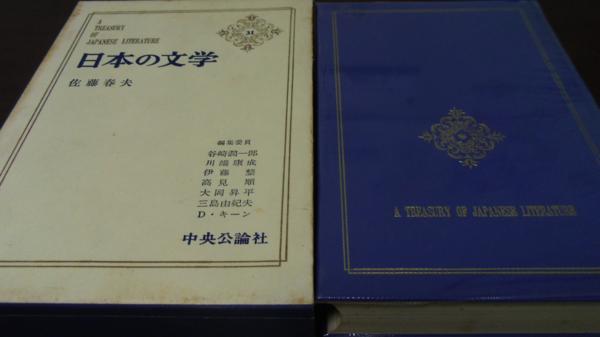 A
TREASURY
OF
JAPANESE LITERATURE
31
日本の文学
佐藤春夫
編集委員
谷崎潤一郎
川端康成
伊藤整
高見順
大岡昇平
三島由紀夫
D・キーン
中央公論社
A TREASURY OF JAPANESE LITERATURE